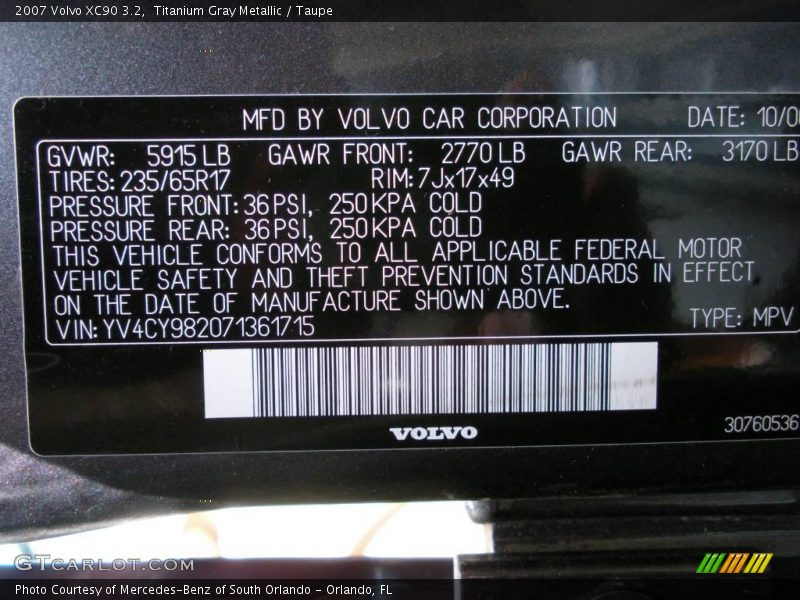 2007 Volvo XC90 3.2, Titanium Gray Metallic / Taupe
MFD BY VOLVO CAR CORPORATION DATE: 10/0
GVWR: 5915 LB GAWR FRONT: 2770 LB GAWR REAR: 3170 LB
TIRES: 235/65R17 RIM: 7Jx17x49
PRESSURE FRONT: 36 PSI, 250 KPA COLD
PRESSURE REAR: 36 PSI, 250 KPA COLD
THIS VEHICLE CONFORMS TO ALL APPLICABLE FEDERAL MOTOR
VEHICLE SAFETY AND THEFT PREVENTION STANDARDS IN EFFECT
ON THE DATE OF MANUFACTURE SHOWN ABOVE.
VIN: YV4CY982071361715 TYPE: MPV
VOLVO
30760536
GTCARLOT.COM
Photo Courtesy of Mercedes-Benz of South Orlando - Orlando, FL